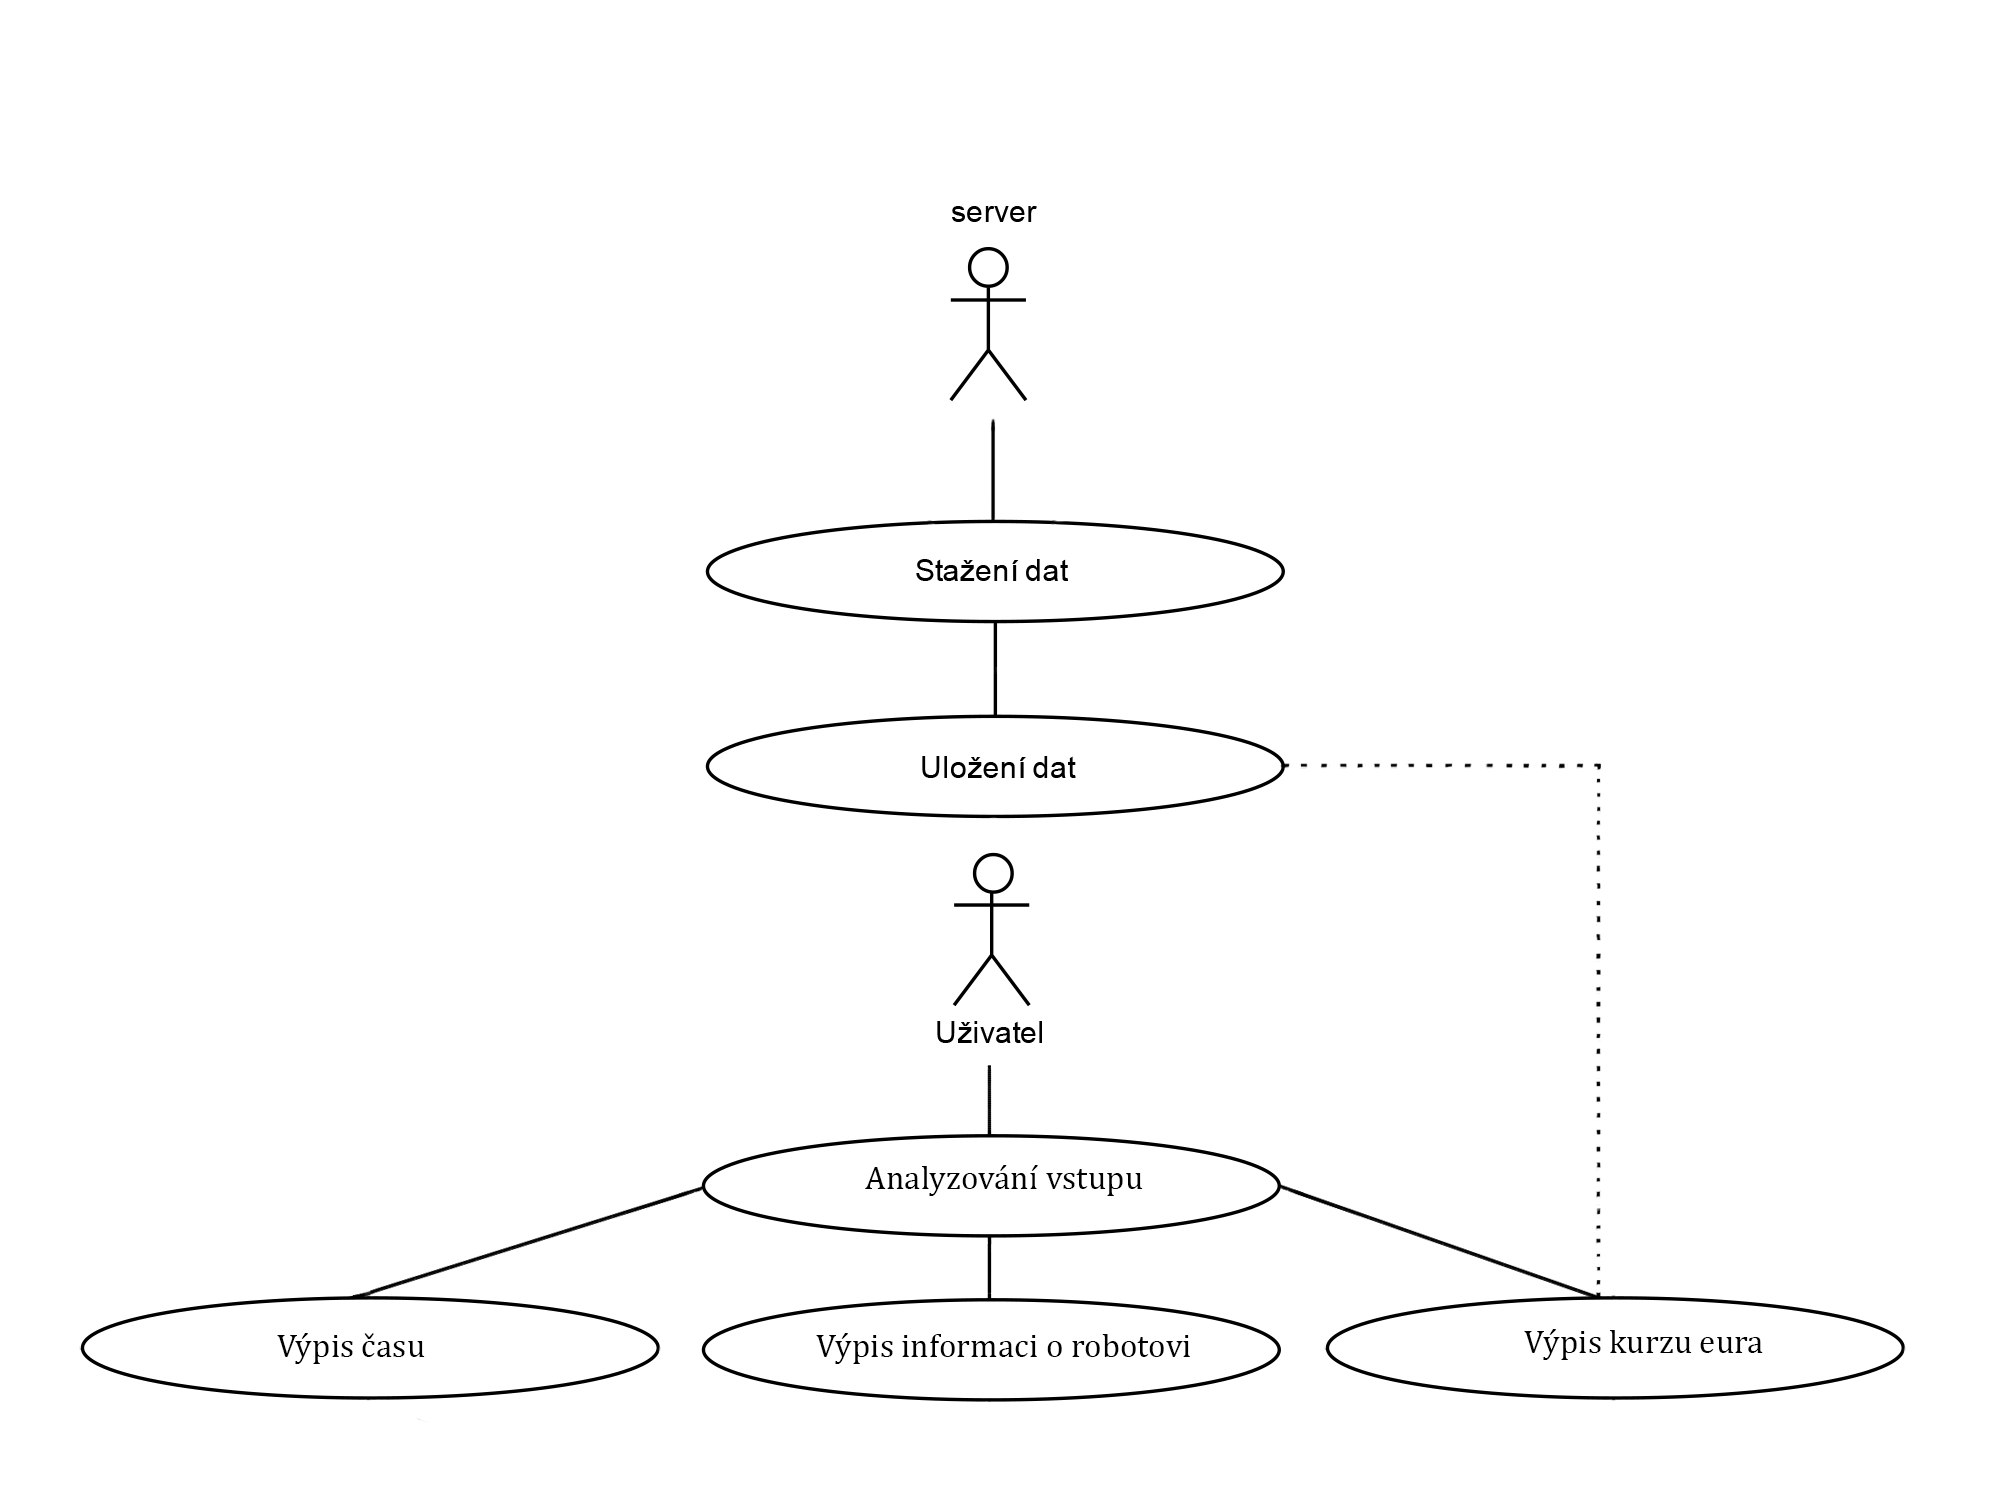 server
Stažení dat
Uložení dat
Uživatel
Analyzování vstupu
Výpis času
Výpis informaci o robotovi
Výpis kurzu eura